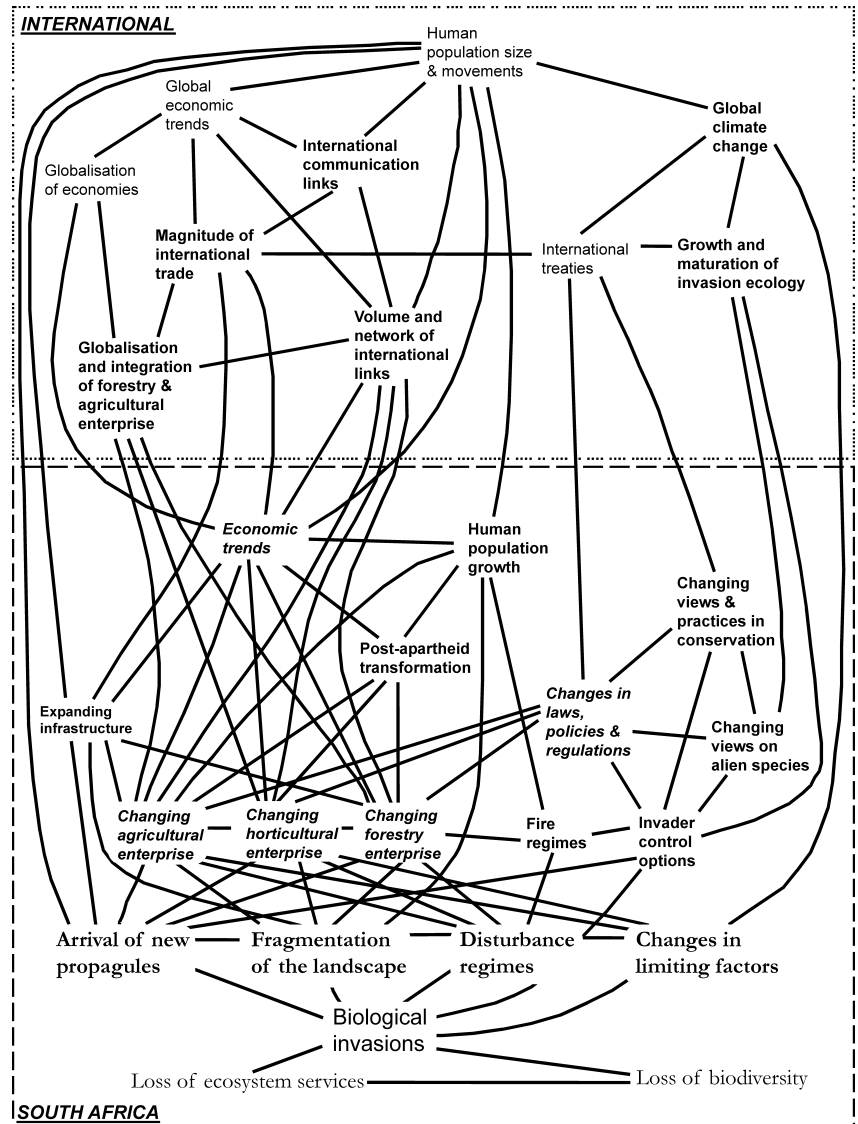 INTERNATIONAL
Human
population size
& movements
Global
economic
trends
Global
climate
change
International
communication
links
Globalisation
of economies
Magnitude of
international
trade
International
treaties
Growth and
maturation of
invasion ecology
Volume and
network of
international
links
Globalisation
and integration
of forestry &
agricultural
enterprise
Economic
trends
Human
population
growth
Changing
views &
practices in
conservation
Post-apartheid
transformation
Changes in
laws,
policies &
regulations
Expanding
infrastructure
Changing
views on
alien species
Changing
agricultural
enterprise
Changing
horticultural
enterprise
Changing
forestry
enterprise
Fire
regimes
Invader
control
options
Arrival of new
propagules
Fragmentation
of the landscape
Disturbance
regimes
Changes in
limiting factors
Biological
invasions
Loss of ecosystem services
Loss of biodiversity
SOUTH AFRICA